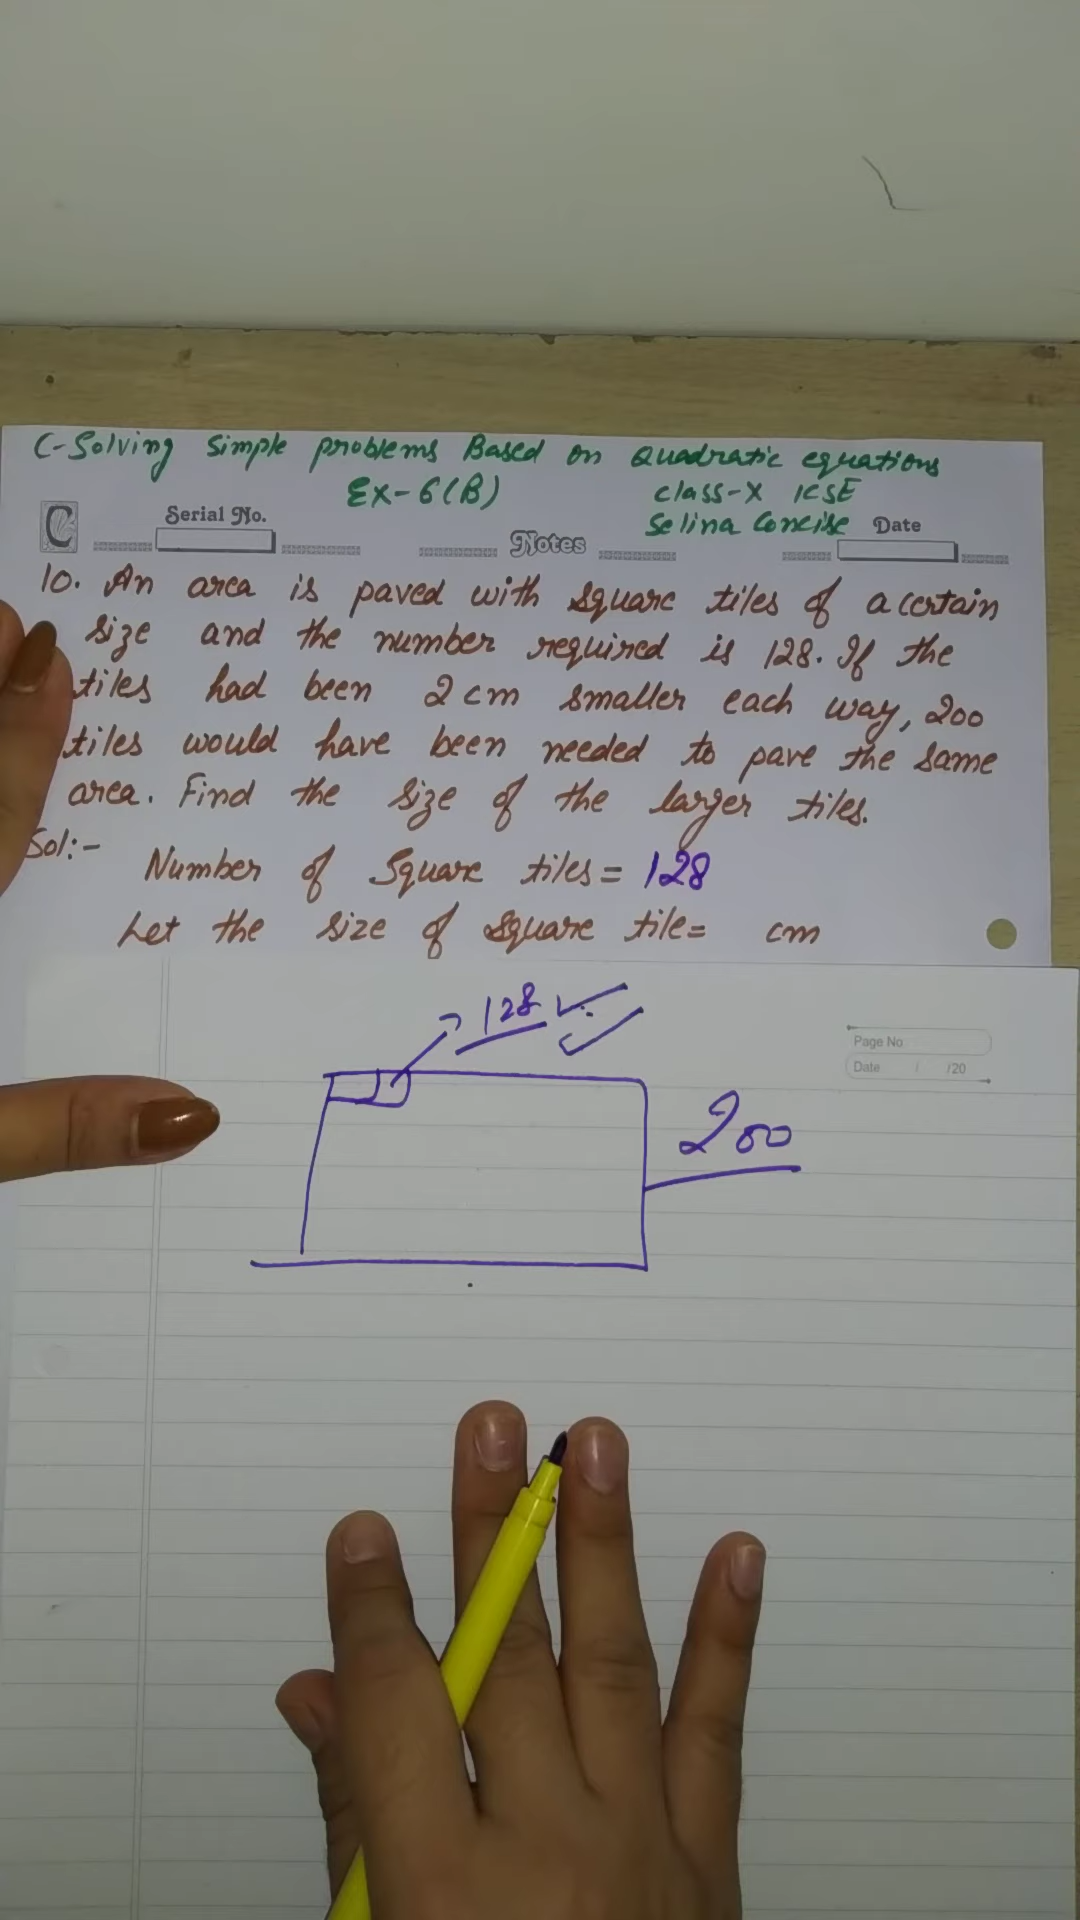 C-Solving Simple problems Based on Quadratic equations
Ex-6(B) class-X ICSE
Selina Concise
C Serial No. Notes Date
10. An area is paved with square tiles of a certain
size and the number required is 128. If the
tiles had been 2 cm smaller each way, 200
tiles would have been needed to pave the same
area. Find the size of the larger tiles.
Sol:- Number of Square tiles = 128
Let the size of square tile = cm
128
Page No
Date / /20
200